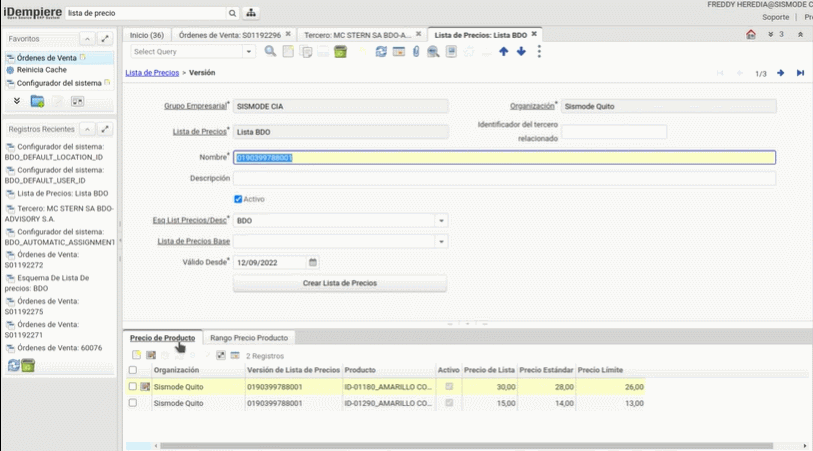 FREDDY HEREDIA@SISMODE C
iDempiere lista de precio
Soporte Pr
Favoritos
Inicio (36) Órdenes de Venta: S01192296 Tercero: MC STERN SA BDO-A... Lista de Precios: Lista BDO 3
Select Query
Órdenes de Venta
Reinicia Cache
Configurador del sistema
Lista de Precios > Versión 1/3
Registros Recientes
Configurador del sistema:
BDO_DEFAULT_LOCATION_ID
Configurador del sistema:
BDO_DEFAULT_USER_ID
Lista de Precios: Lista BDO
Tercero: MC STERN SA BDO-
ADVISORY S.A.
Configurador del sistema:
BDO_AUTOMATIC_ASSIGNMENT
Órdenes de Venta:
S01192272
Esquema De Lista De
precios: BDO
Órdenes de Venta:
S01192275
Órdenes de Venta:
S01192271
Órdenes de Venta: 60076
Grupo Empresarial* SISMODE CIA Organización* Sismode Quito
Lista de Precios* Lista BDO Identificador del tercero
relacionado
Nombre* 0190399788001
Descripción
Activo
Esq List Precios/Desc* BDO
Lista de Precios Base
Válido Desde* 12/09/2022
Crear Lista de Precios
Precio de Producto Rango Precio Producto
2 Registros
Organización Versión de Lista de Precios Producto Activo Precio de Lista Precio Estándar Precio Límite
Sismode Quito 0190399788001 ID-01180_AMARILLO CO... 30,00 28,00 26,00
Sismode Quito 0190399788001 ID-01290_AMARILLO CO... 15,00 14,00 13,00